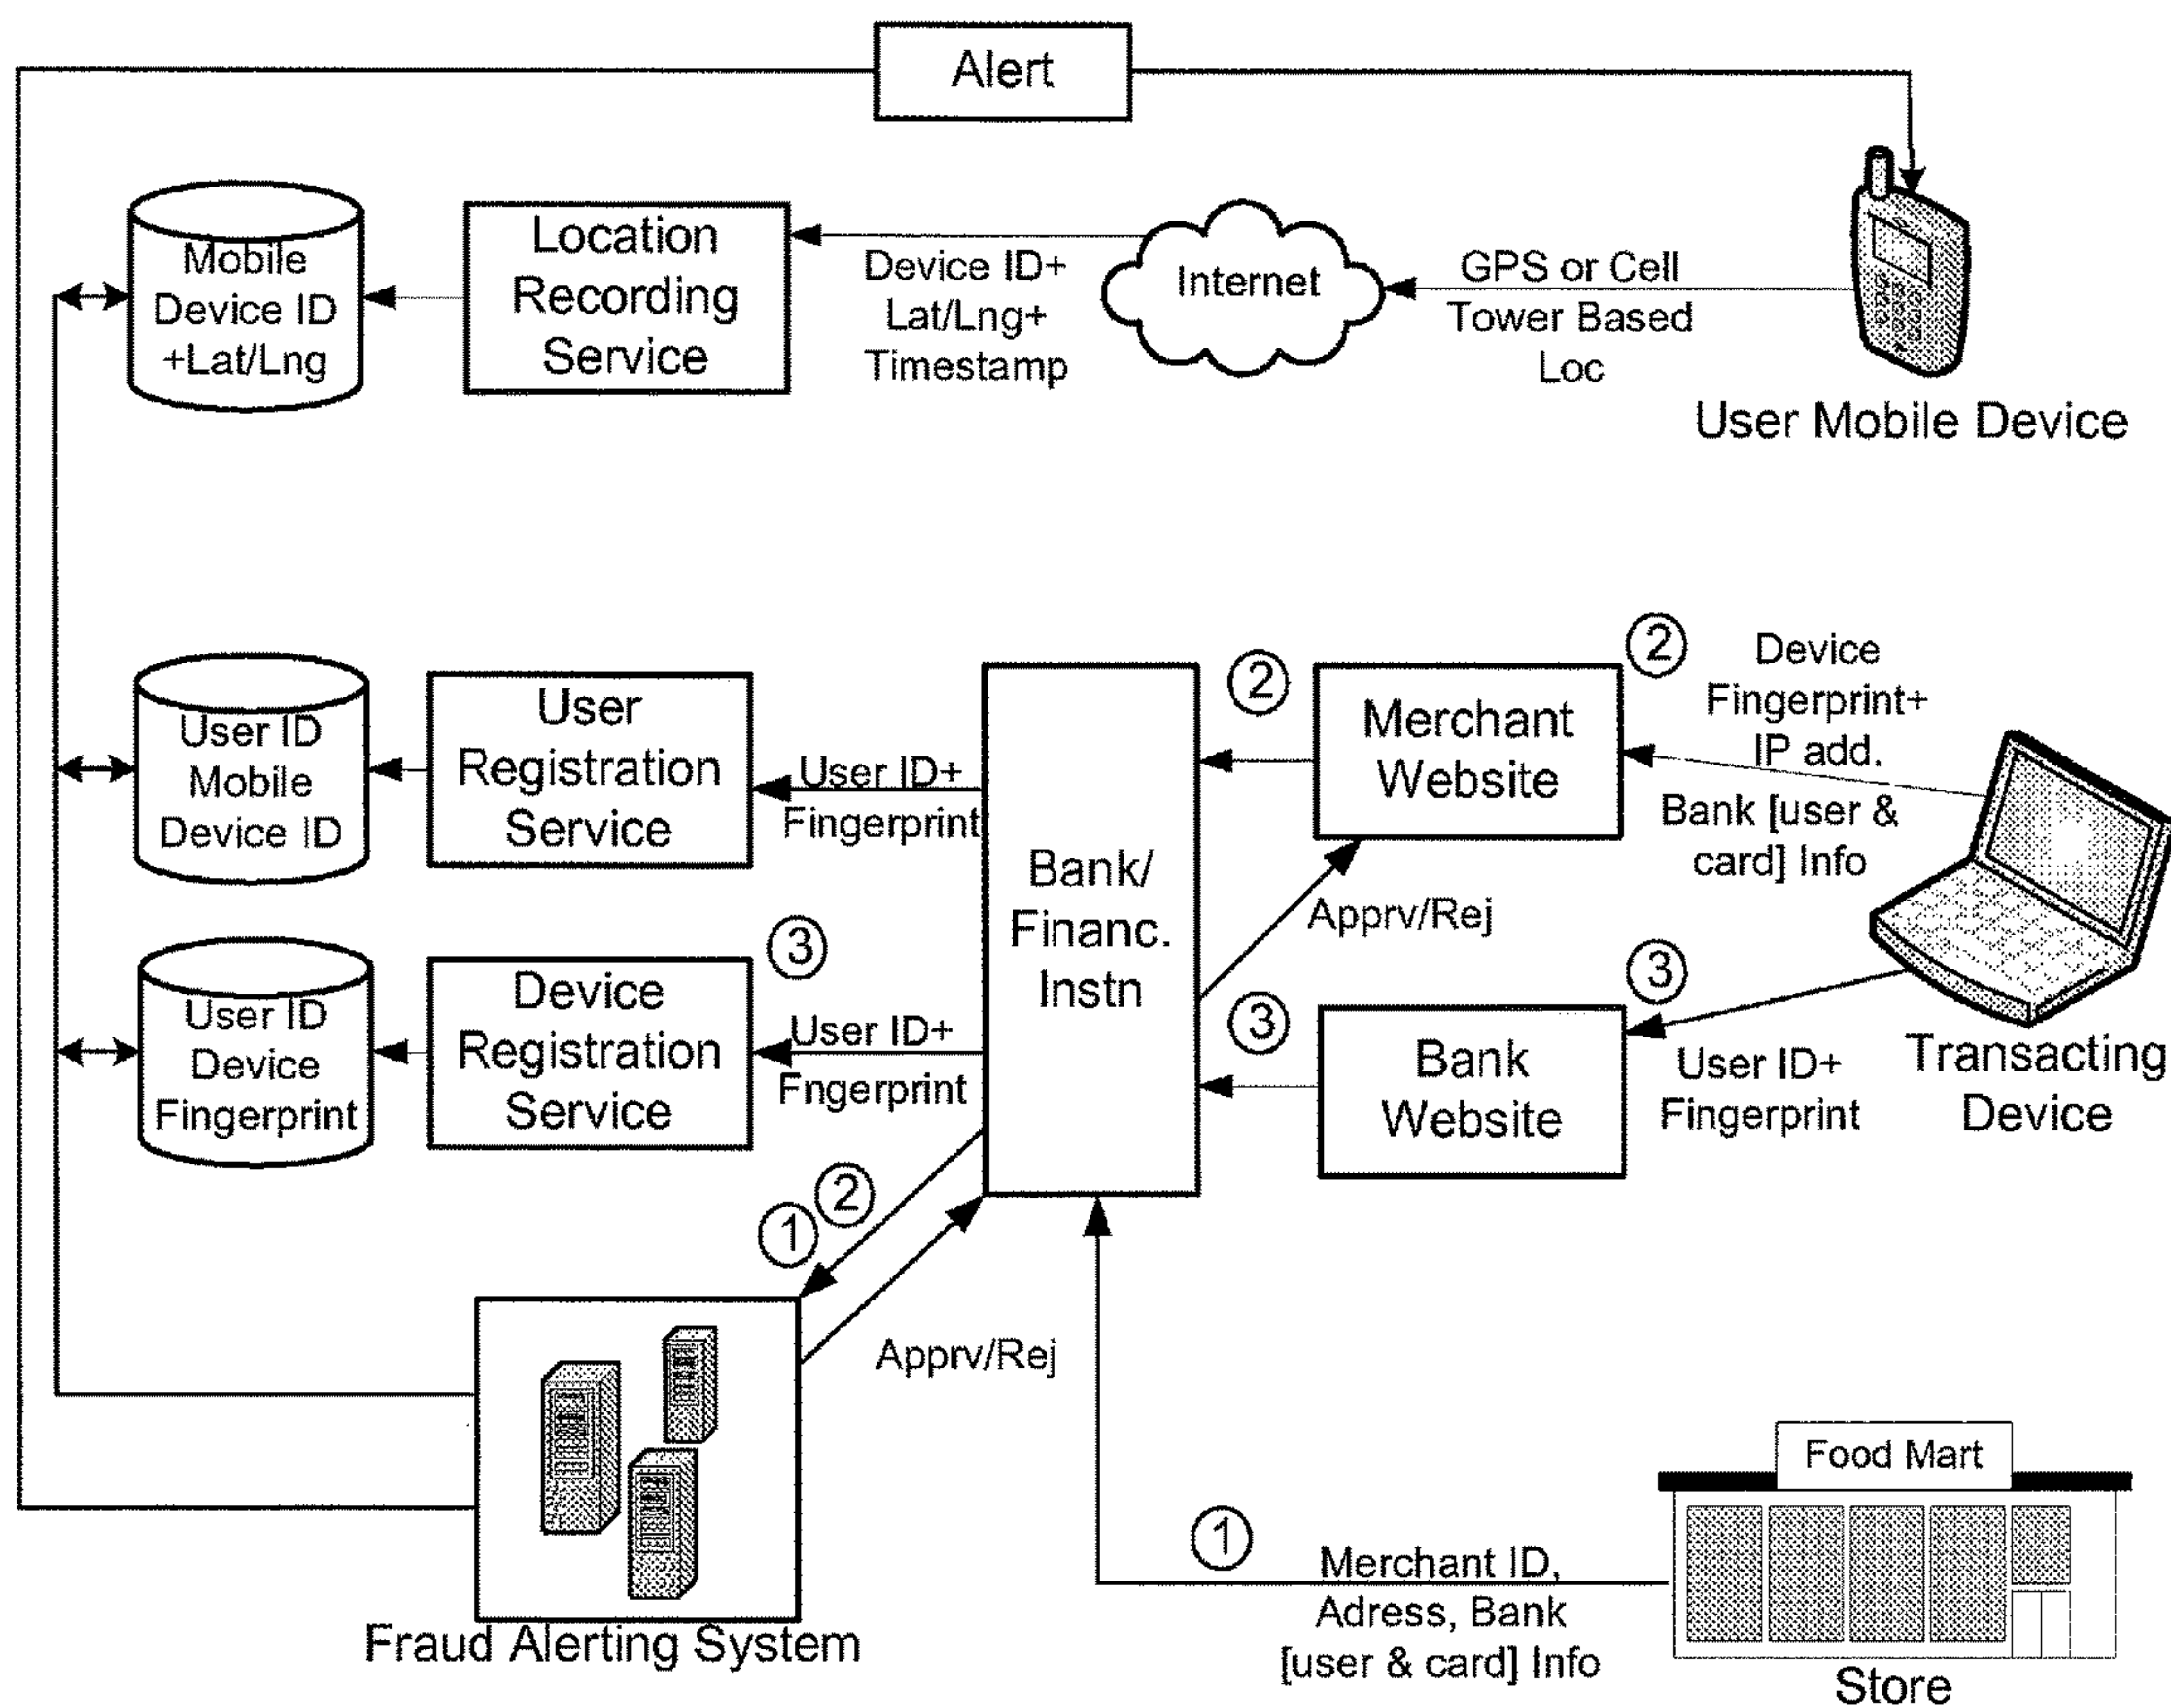 Alert
Mobile
Device ID
+Lat/Lng
Location
Recording
Service
Device ID+
Lat/Lng+
Timestamp
Internet
GPS or Cell
Tower Based
Loc
User Mobile Device
User ID
Mobile
Device ID
User
Registration
Service
User ID+
Fingerprint
Bank/
Financ.
Instn
2
Merchant
Website
2
Device
Fingerprint+
IP add.
Bank [user &
card] Info
Apprv/Rej
User ID
Device
Fingerprint
Device
Registration
Service
3
User ID+
Fngerprint
3
Bank
Website
3
User ID+
Fingerprint
Transacting
Device
1
2
Apprv/Rej
Fraud Alerting System
1
Merchant ID,
Adress, Bank
[user & card] Info
Food Mart
Store